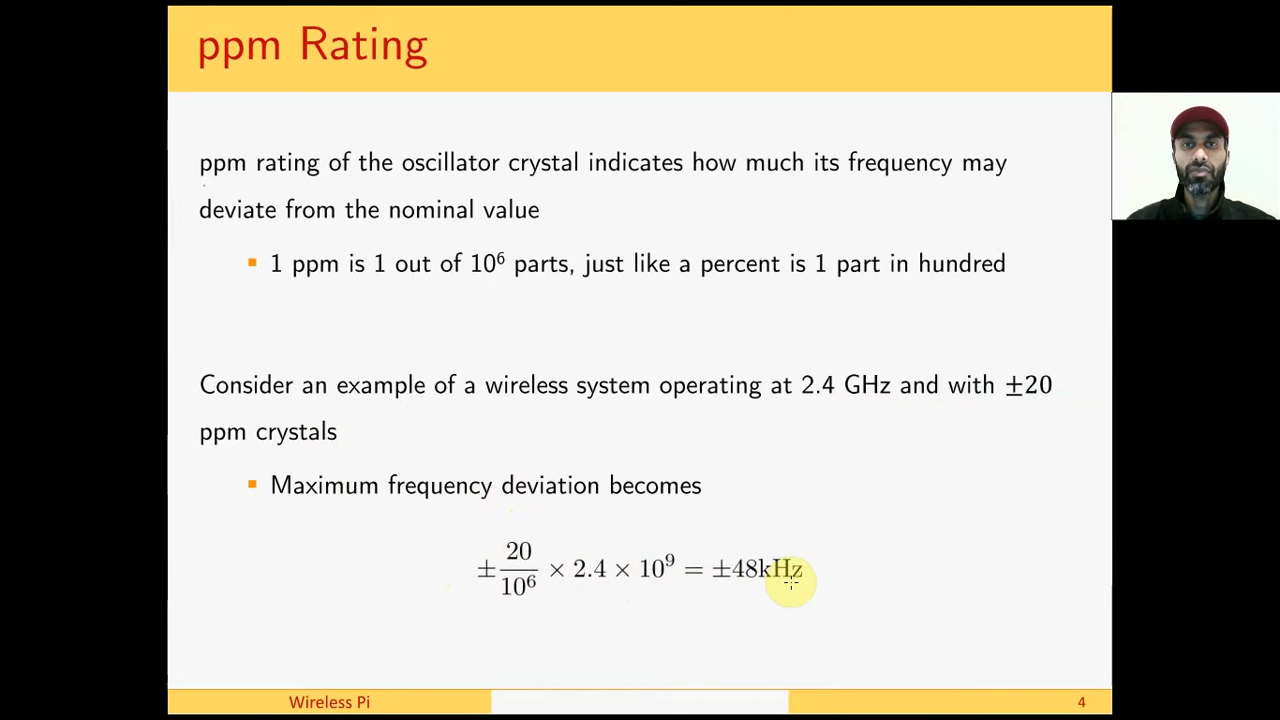 ppm Rating
ppm rating of the oscillator crystal indicates how much its frequency may
deviate from the nominal value
1 ppm is 1 out of 10⁶ parts, just like a percent is 1 part in hundred
Consider an example of a wireless system operating at 2.4 GHz and with ±20
ppm crystals
Maximum frequency deviation becomes
±20/10⁶ × 2.4 × 10⁹ = ±48kHz
Wireless Pi
4